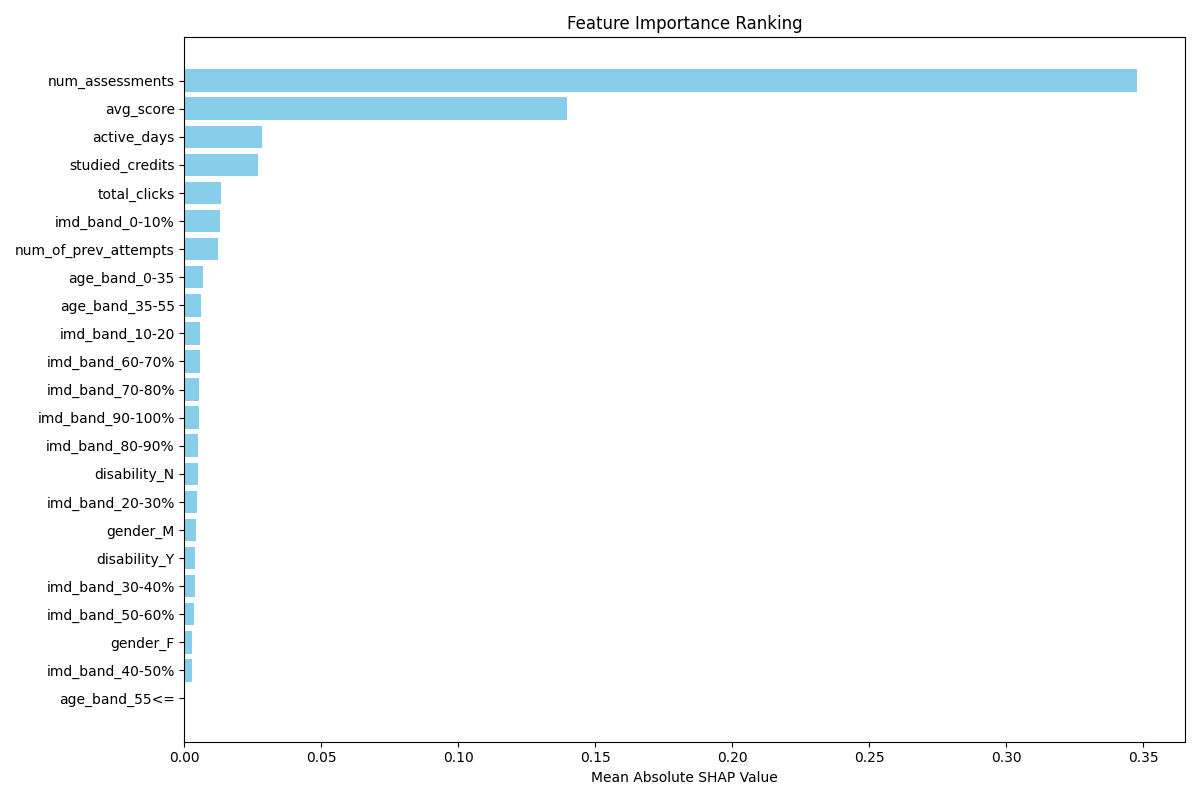 Feature Importance Ranking
num_assessments
avg_score
active_days
studied_credits
total_clicks
imd_band_0-10%
num_of_prev_attempts
age_band_0-35
age_band_35-55
imd_band_10-20
imd_band_60-70%
imd_band_70-80%
imd_band_90-100%
imd_band_80-90%
disability_N
imd_band_20-30%
gender_M
disability_Y
imd_band_30-40%
imd_band_50-60%
gender_F
imd_band_40-50%
age_band_55<=
0.00 0.05 0.10 0.15 0.20 0.25 0.30 0.35
Mean Absolute SHAP Value